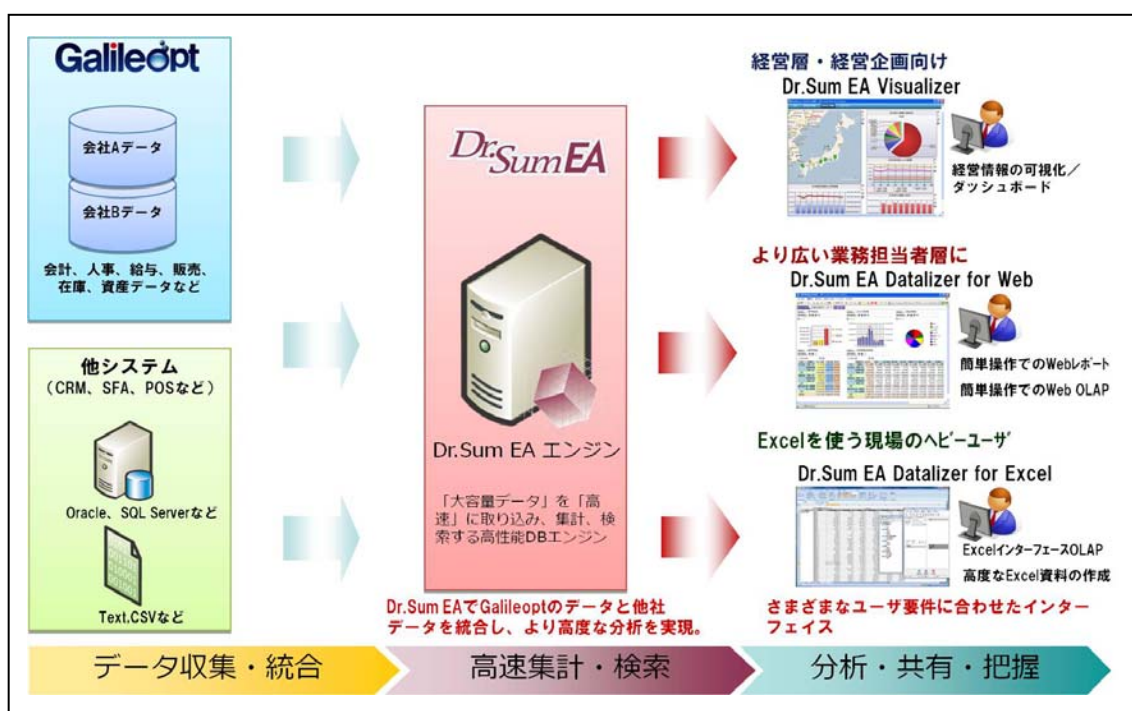 Galileopt
会社Aデータ
会社Bデータ
会計、人事、給与、販売、
在庫、資産データなど
他システム
（CRM、SFA、POSなど）
Oracle、SQL Serverなど
Text.CSVなど
Dr.Sum EA
Dr.Sum EA エンジン
「大容量データ」を「高
速」に取り込み、集計、検
索する高性能DBエンジン
Dr.Sum EAでGalileoptのデータと他社
データを統合し、より高度な分析を実現。
経営層・経営企画向け
Dr.Sum EA Visualizer
経営情報の可視化／
ダッシュボード
より広い業務担当者層に
Dr.Sum EA Datalizer for Web
簡単操作でのWebレポート
簡単操作でのWeb OLAP
Excelを使う現場のヘビーユーザ
Dr.Sum EA Datalizer for Excel
ExcelインターフェースOLAP
高度なExcel資料の作成
さまざまなユーザ要件に合わせたインター
フェイス
データ収集・統合
高速集計・検索
分析・共有・把握